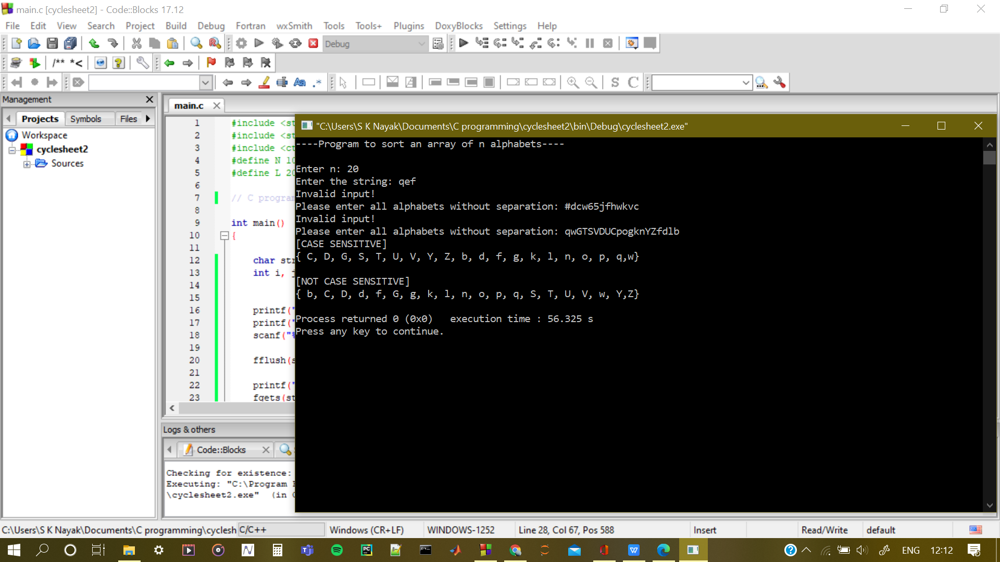 main.c [cyclesheet2] - Code::Blocks 17.12
File Edit View Search Project Build Debug Fortran wxSmith Tools Tools+ Plugins DoxyBlocks Settings Help
Debug
/** *<
Aa .* S C
Management
main.c
Projects Symbols Files
Workspace
cyclesheet2
Sources
1 #include <st
2 #include <st
3 #include <ct
4 #define N 10
5 #define L 20
6
7 // C program
8
9 int main()
10 {
11
12 char str
13 int i, j
14
15
16 printf("
17 printf("
18 scanf("%
19
20 fflush(s
21
22 printf("
23 fgets(st
"C:\Users\S K Nayak\Documents\C programming\cyclesheet2\bin\Debug\cyclesheet2.exe"
----Program to sort an array of n alphabets----
Enter n: 20
Enter the string: qef
Invalid input!
Please enter all alphabets without separation: #dcw65jfhwkvc
Invalid input!
Please enter all alphabets without separation: qwGTSVDUCpogknYZfdlb
[CASE SENSITIVE]
{ C, D, G, S, T, U, V, Y, Z, b, d, f, g, k, l, n, o, p, q,w}
[NOT CASE SENSITIVE]
{ b, C, D, d, f, G, g, k, l, n, o, p, q, S, T, U, V, w, Y,Z}
Process returned 0 (0x0) execution time : 56.325 s
Press any key to continue.
Logs & others
Code::Blocks
Checking for existence:
Executing: "C:\Program
\cyclesheet2.exe" (in
C:\Users\S K Nayak\Documents\C programming\cyclesh C/C++ Windows (CR+LF) WINDOWS-1252 Line 28, Col 67, Pos 588 Insert Read/Write default
ENG 12:12